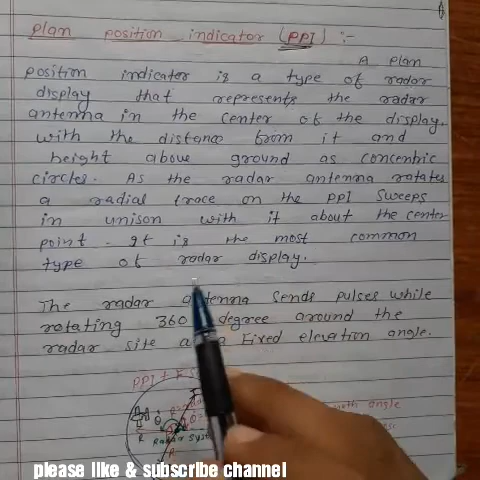 Plan position indicator (PPI) :-
A plan
position indicater is a type of radar
display that represents the radar
antenna in the center of the display,
with the distance from it and
height above ground as concentric
circles. As the radar antenna rotates
a radial trace on the PPI sweeps
in unison with it about the center
point. It is the most common
type of radar display.
The radar antenna sends pulses while
rotating 360 degree around the
radar site at a Fixed elevation angle.
PPI
angle
R
θ
Radar
R
please like & subscribe channel